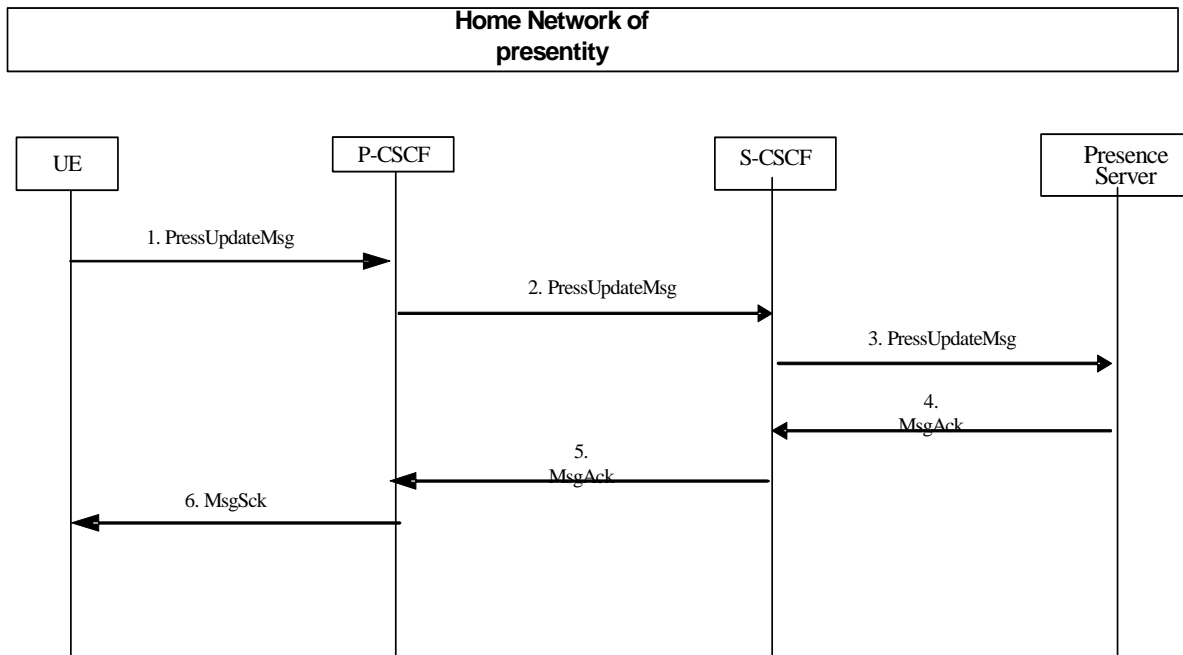 Home Network of
presentity
UE
P-CSCF
S-CSCF
Presence
Server
1. PressUpdateMsg
2. PressUpdateMsg
3. PressUpdateMsg
4.
MsgAck
5.
MsgAck
6. MsgSck